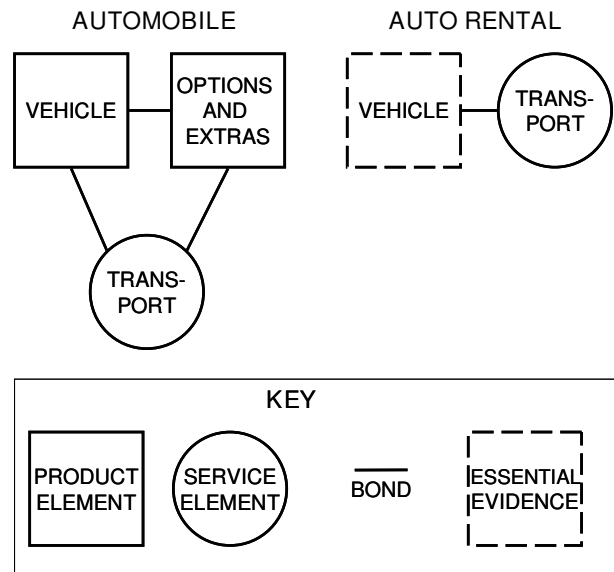 AUTOMOBILE
AUTO RENTAL
VEHICLE
OPTIONS
AND
EXTRAS
TRANS-
PORT
VEHICLE
TRANS-
PORT
KEY
PRODUCT
ELEMENT
SERVICE
ELEMENT
BOND
ESSENTIAL
EVIDENCE